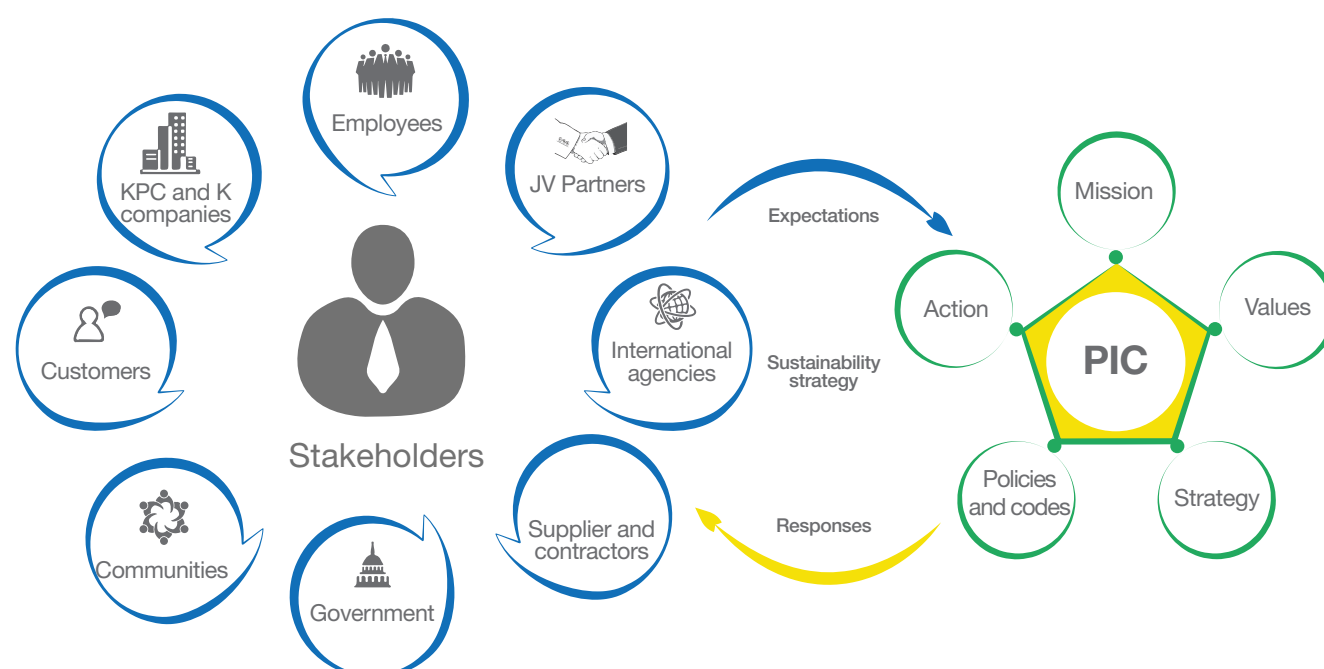 Employees
KPC and K
companies
JV Partners
Customers
International
agencies
Stakeholders
Communities
Government
Supplier and
contractors
Expectations
Sustainability
strategy
Responses
Mission
Action
Values
PIC
Policies
and codes
Strategy